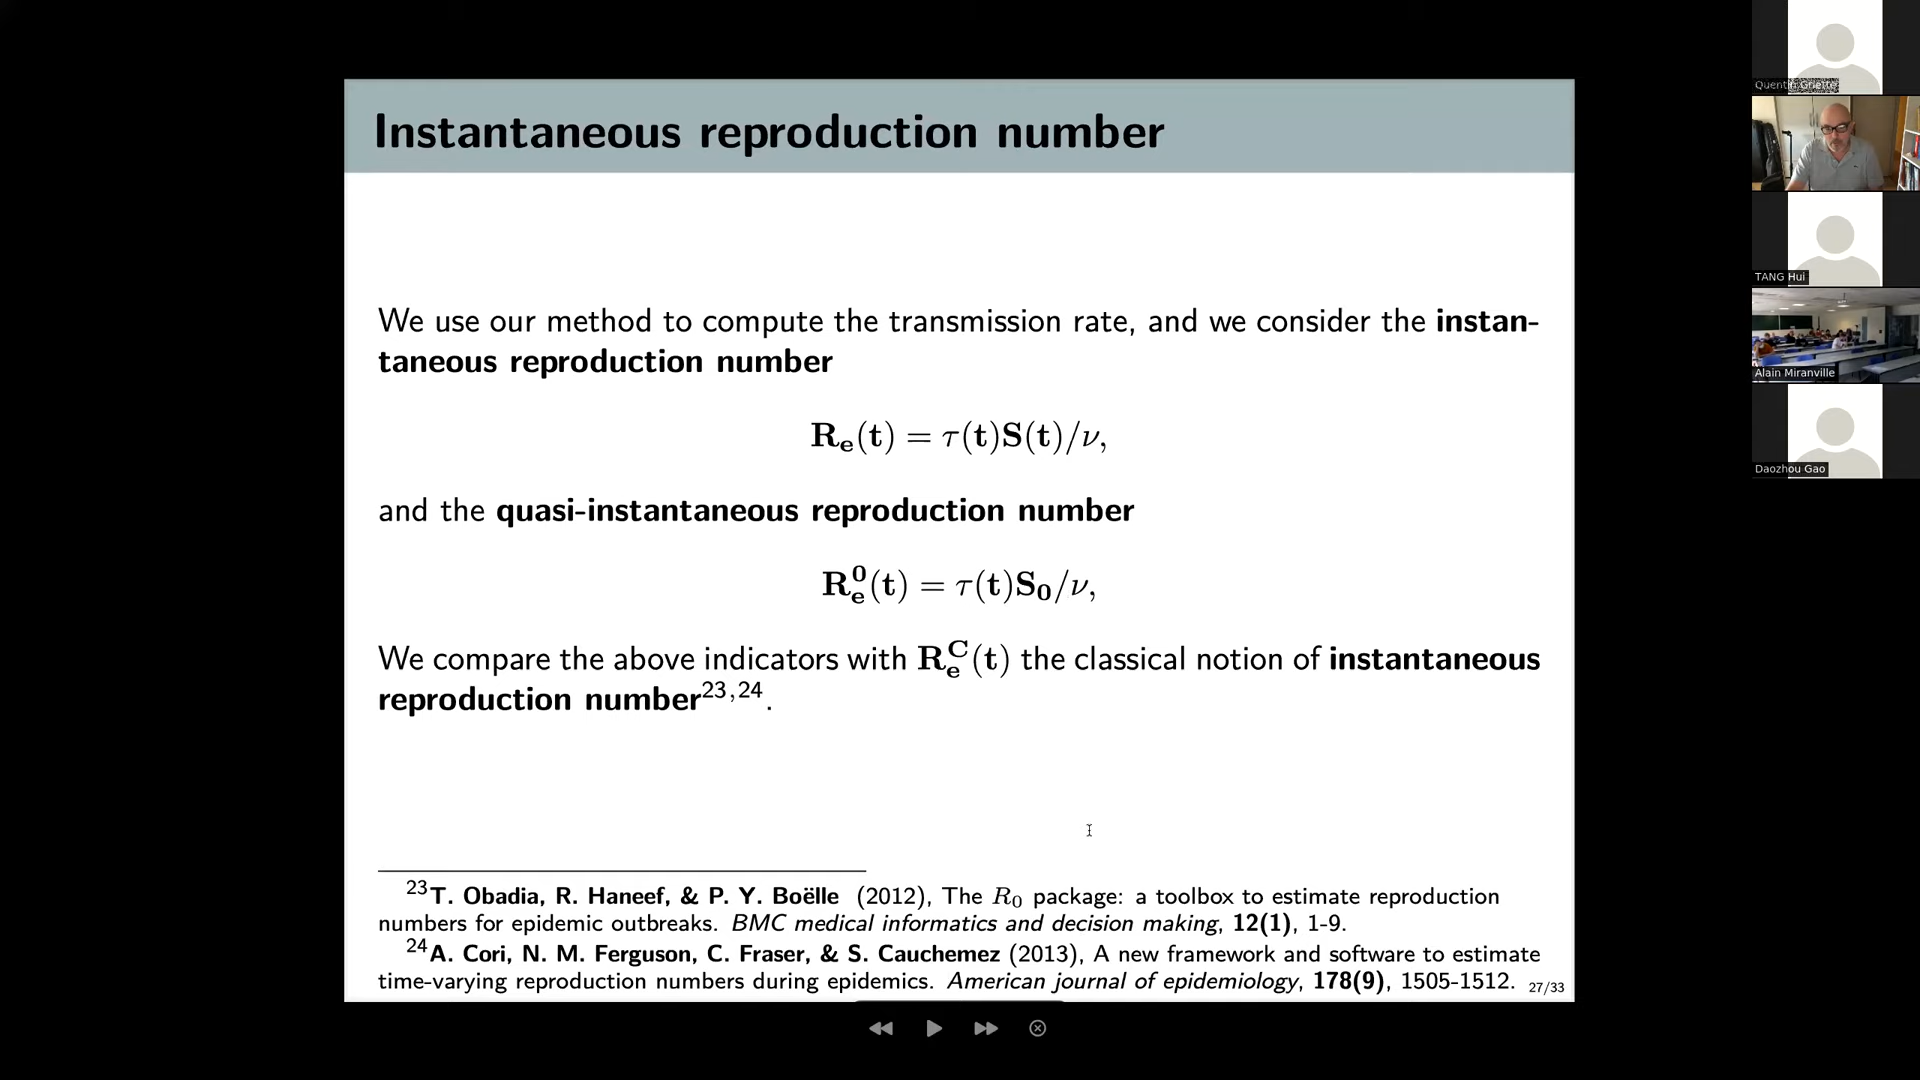 Instantaneous reproduction number
We use our method to compute the transmission rate, and we consider the instan-
taneous reproduction number
Rₑ(t) = τ(t)S(t)/ν,
and the quasi-instantaneous reproduction number
Rₑ⁰(t) = τ(t)S₀/ν,
We compare the above indicators with Rₑᶜ(t) the classical notion of instantaneous
reproduction number²³,²⁴.
²³T. Obadia, R. Haneef, & P. Y. Boëlle (2012), The R₀ package: a toolbox to estimate reproduction
numbers for epidemic outbreaks. BMC medical informatics and decision making, 12(1), 1-9.
²⁴A. Cori, N. M. Ferguson, C. Fraser, & S. Cauchemez (2013), A new framework and software to estimate
time-varying reproduction numbers during epidemics. American journal of epidemiology, 178(9), 1505-1512.
27/33
TANG Hui
Alain Miranville
Daozhou Gao